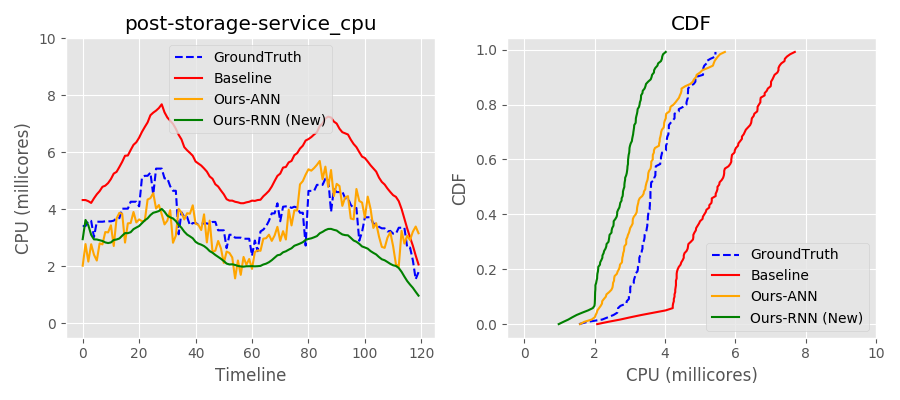 post-storage-service_cpu
10
8
6
4
2
0
CPU (millicores)
GroundTruth
Baseline
Ours-ANN
Ours-RNN (New)
0 20 40 60 80 100 120
Timeline
CDF
1.0
0.8
0.6
0.4
0.2
0.0
CDF
GroundTruth
Baseline
Ours-ANN
Ours-RNN (New)
0 2 4 6 8 10
CPU (millicores)